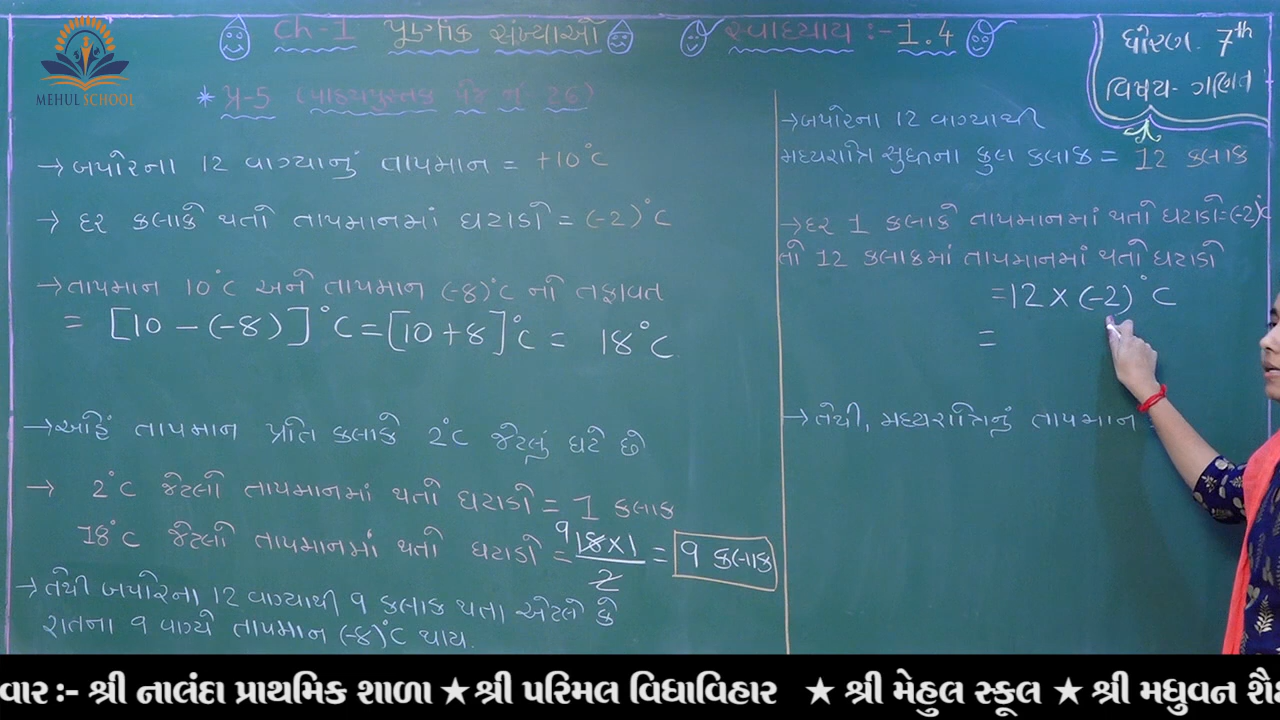 MEHUL SCHOOL
Ch-1 પૂર્ણાંક સંખ્યાઓ
સ્વાધ્યાય :- 1.4
ધોરણ. 7th
વિષય- ગણિત
* પ્ર-5 (પાઠ્યપુસ્તક પેજ નં 26)
→ બપોરના 12 વાગ્યાનું તાપમાન = +10°C
→ દર કલાકે થતો તાપમાનમાં ઘટાડો = (-2)°C
→ તાપમાન 10°C અને તાપમાન (-8)°C નો તફાવત
= [10 - (-8)]°C = [10 + 8]°C = 18°C.
→ અહિં તાપમાન પ્રતિ કલાકે 2°C જેટલું ઘટે છે
→ 2°C જેટલો તાપમાનમાં થતો ઘટાડો = 1 કલાક
18°C જેટલો તાપમાનમાં થતો ઘટાડો = 9 18×1/2 = 9 કલાક
→ તેથી બપોરના 12 વાગ્યાથી 9 કલાક થતા એટલે કે
રાતના 9 વાગ્યે તાપમાન (-8)°C થાય.
→ બપોરના 12 વાગ્યાથી
મધ્યરાત્રિ સુધીના કુલ કલાક = 12 કલાક
→ દર 1 કલાકે તાપમાનમાં થતો ઘટાડો=(-2)°C
તો 12 કલાકમાં તાપમાનમાં થતો ઘટાડો
= 12 × (-2)°C
=
→ તેથી, મધ્યરાત્રિનું તાપમાન
વાર :- શ્રી નાલંદા પ્રાથમિક શાળા ★ શ્રી પરિમલ વિધાવિહાર ★ શ્રી મેહુલ સ્કૂલ ★ શ્રી મધુવન શૈક્ષ